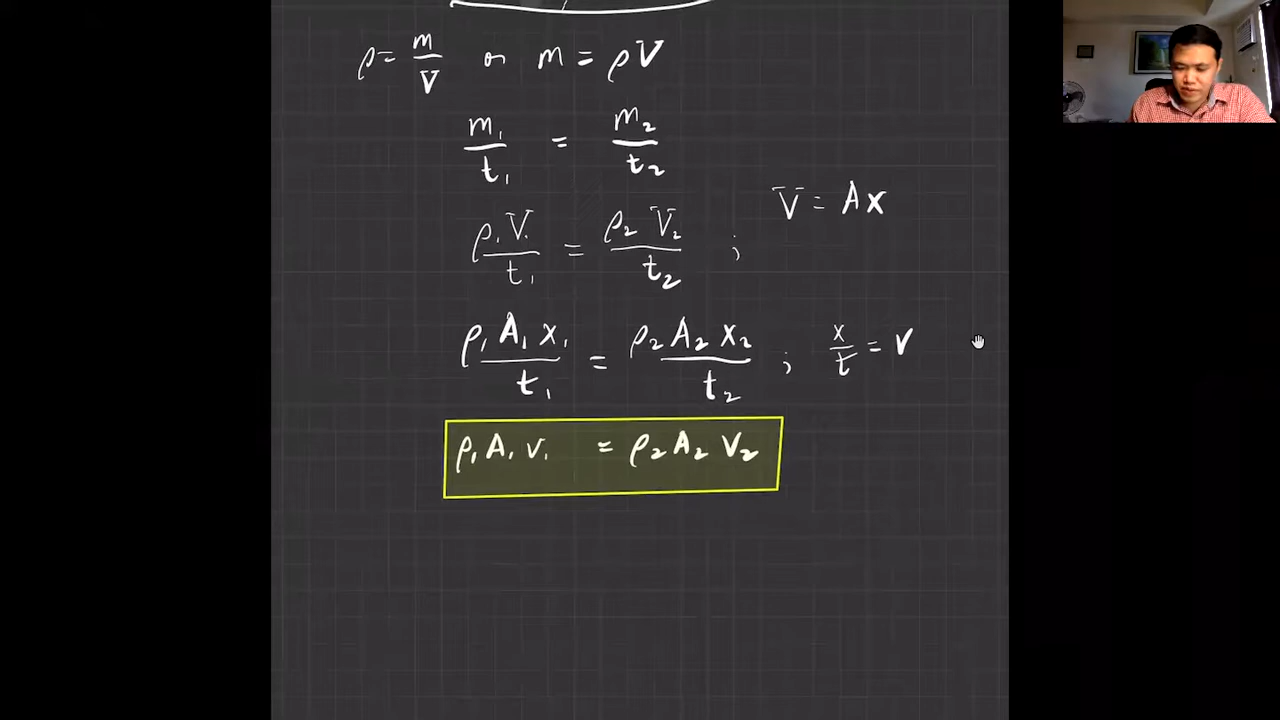 ρ = m/V or m = ρV
m₁/t₁ = m₂/t₂
V = Ax
ρ₁V₁/t₁ = ρ₂V₂/t₂ ;
ρ₁A₁x₁/t₁ = ρ₂A₂x₂/t₂ ; x/t = v
ρ₁A₁v₁ = ρ₂A₂v₂